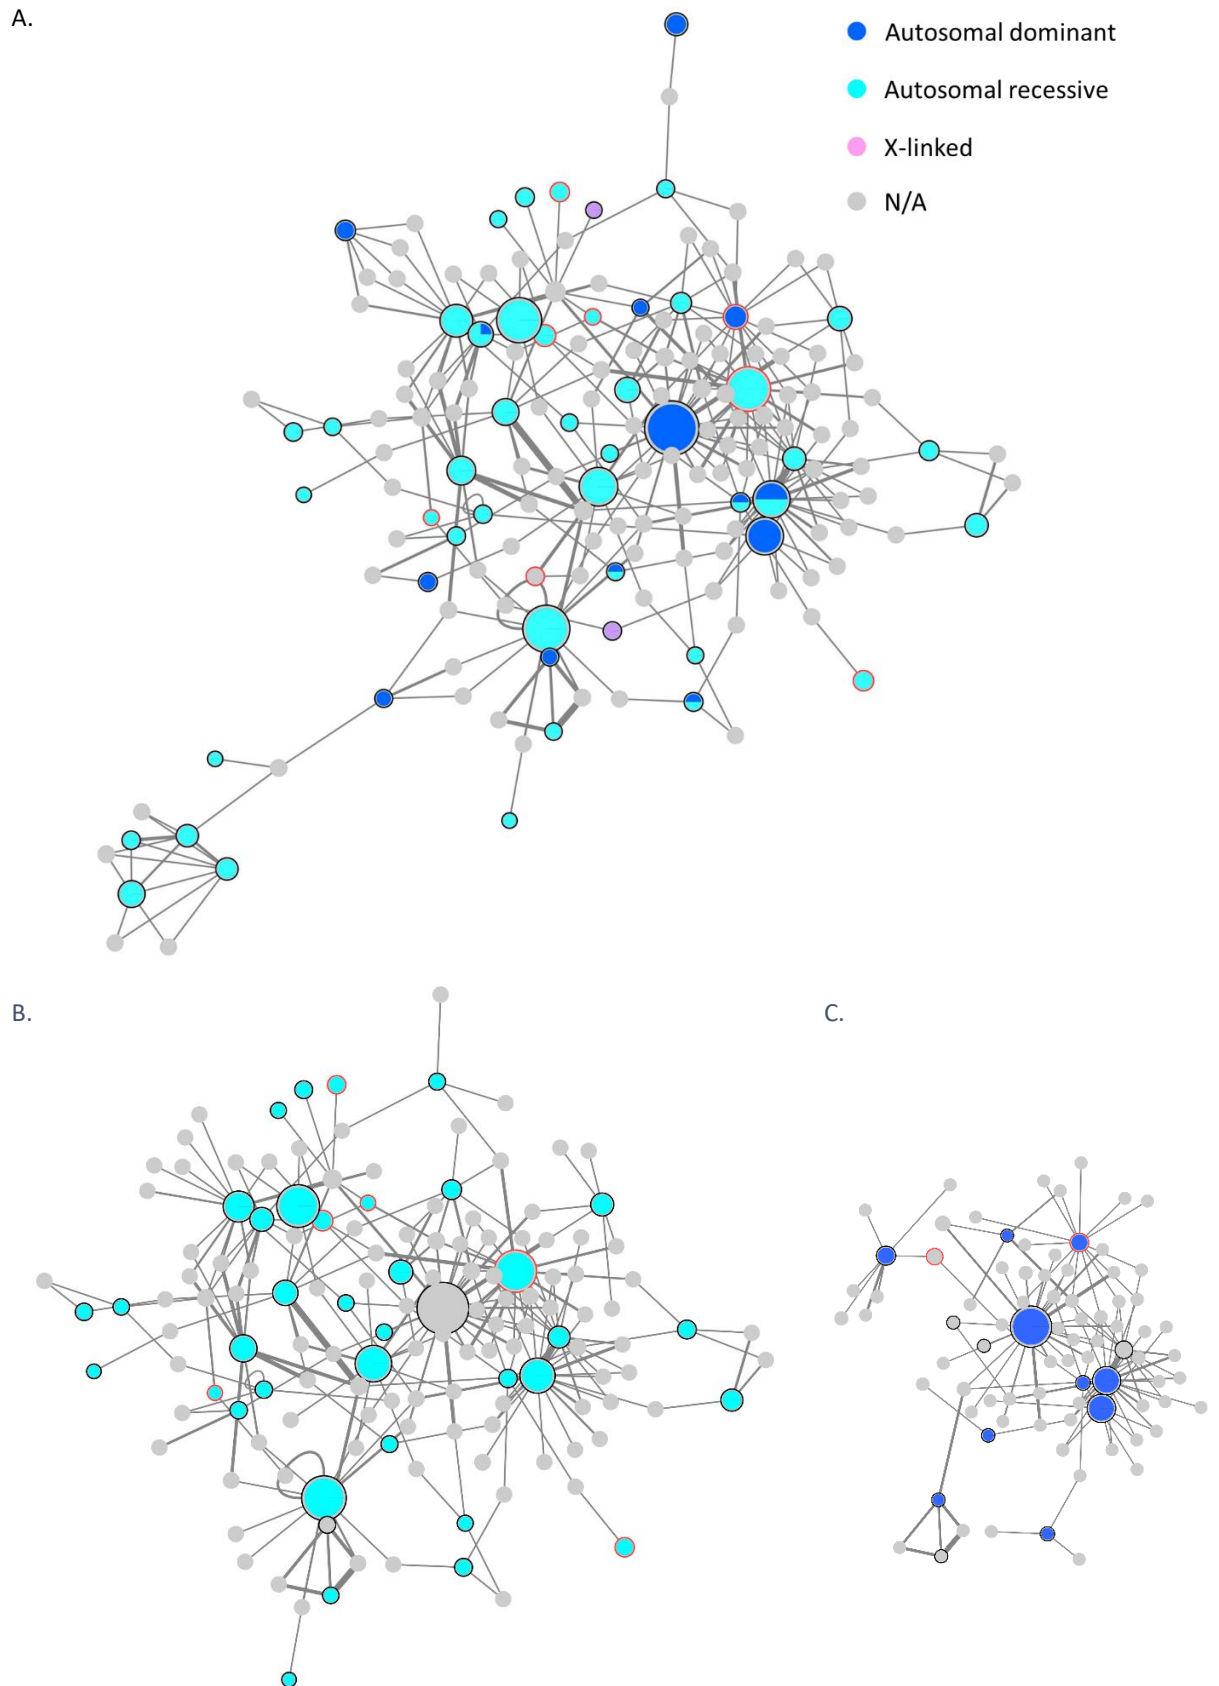 A.
Autosomal dominant
Autosomal recessive
X-linked
N/A
B.
C.